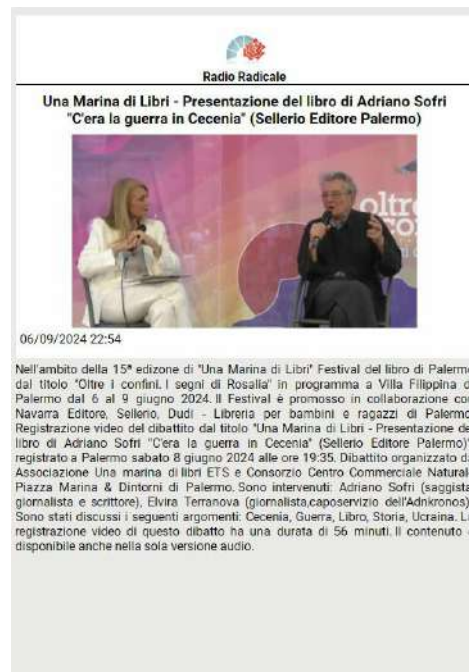 Radio Radicale
Una Marina di Libri - Presentazione del libro di Adriano Sofri
"C'era la guerra in Cecenia" (Sellerio Editore Palermo)
oltre
con
06/09/2024 22:54
Nell'ambito della 15ª edizone di "Una Marina di Libri" Festival del libro di Palermo
dal titolo "Oltre i confini. I segni di Rosalia" in programma a Villa Filippina d
Palermo dal 6 al 9 giugno 2024. Il Festival è promosso in collaborazione con
Navarra Editore, Sellerio, Dudi - Libreria per bambini e ragazzi di Palermo
Registrazione video del dibattito dal titolo "Una Marina di Libri - Presentazione de
libro di Adriano Sofri "C'era la guerra in Cecenia" (Sellerio Editore Palermo)"
registrato a Palermo sabato 8 giugno 2024 alle ore 19:35. Dibattito organizzato da
Associazione Una marina di libri ETS e Consorzio Centro Commerciale Natural
Piazza Marina & Dintorni di Palermo. Sono intervenuti: Adriano Sofri (saggista
giornalista e scrittore), Elvira Terranova (giornalista,caposervizio dell'Adnkronos)
Sono stati discussi i seguenti argomenti: Cecenia, Guerra, Libro, Storia, Ucraina. La
registrazione video di questo dibatto ha una durata di 56 minuti. Il contenuto
disponibile anche nella sola versione audio.